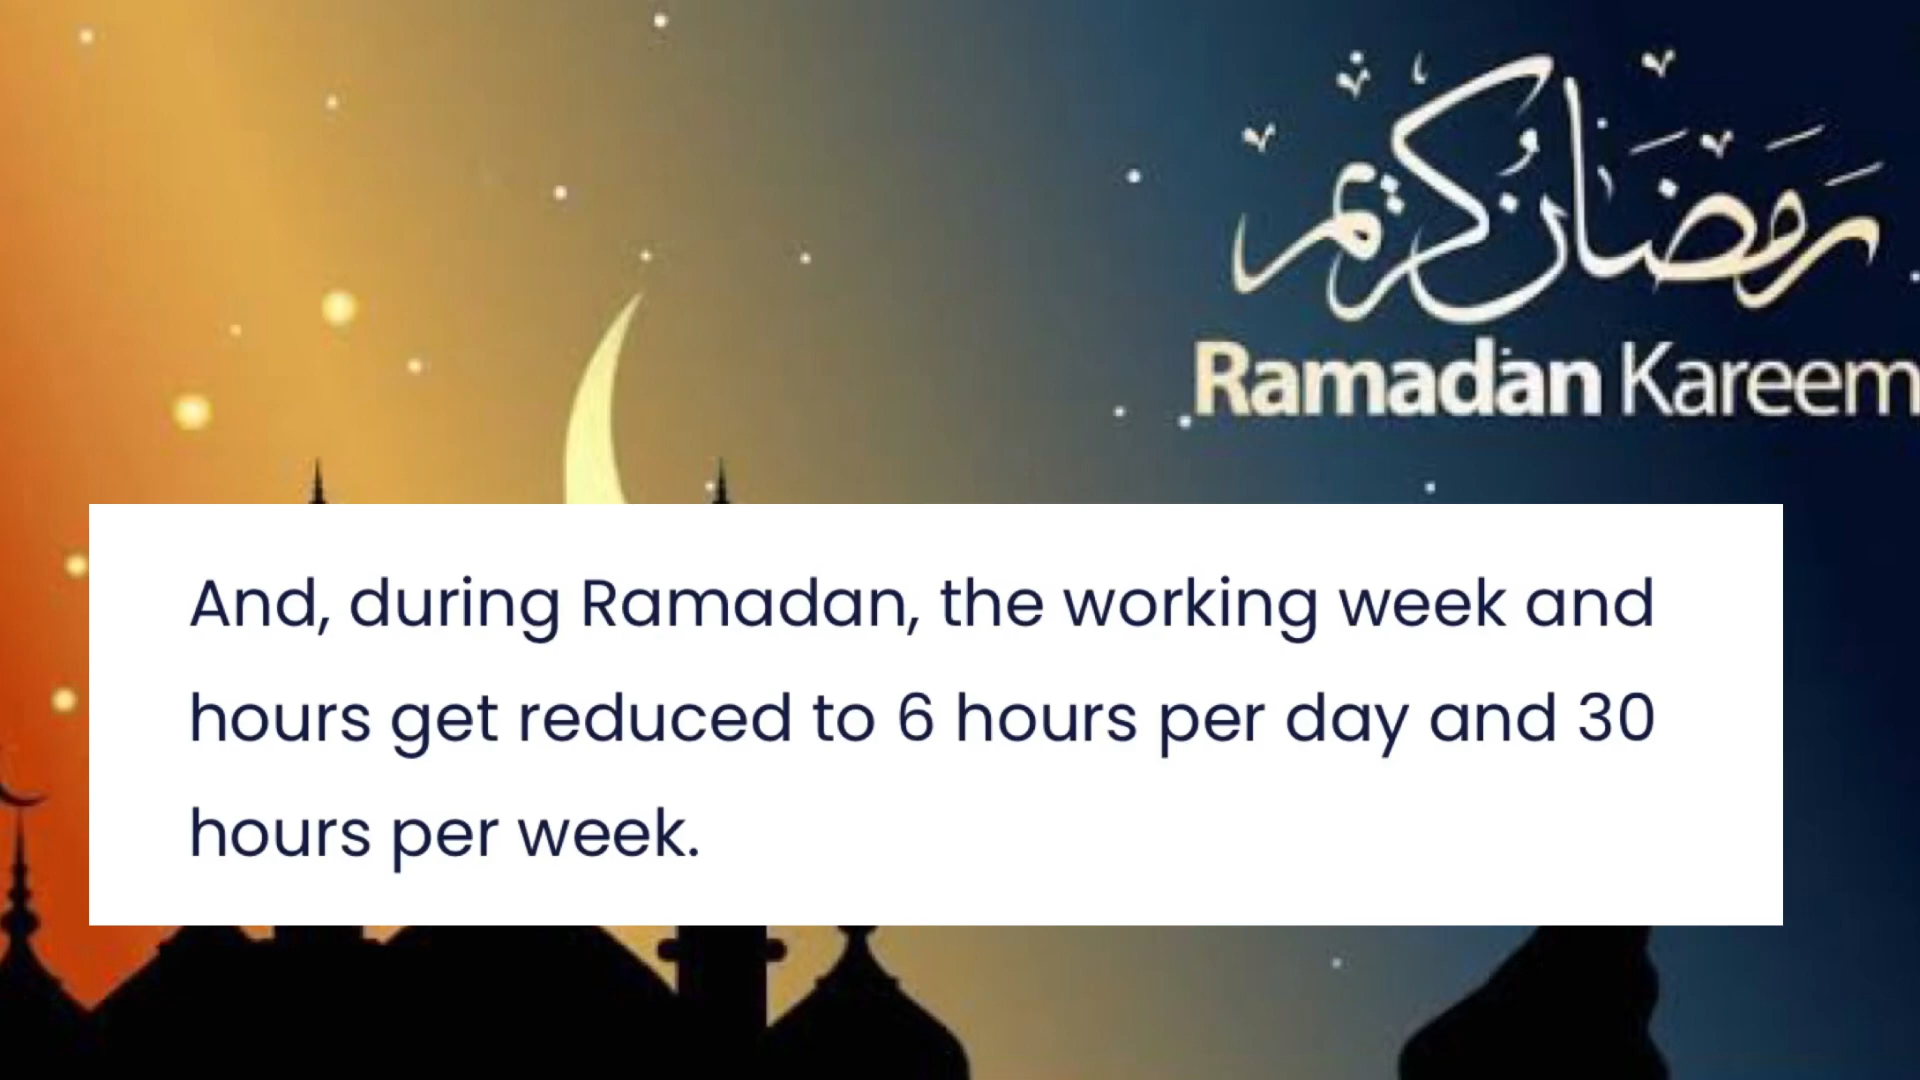 رمضان كريم
Ramadan Kareem
And, during Ramadan, the working week and
hours get reduced to 6 hours per day and 30
hours per week.